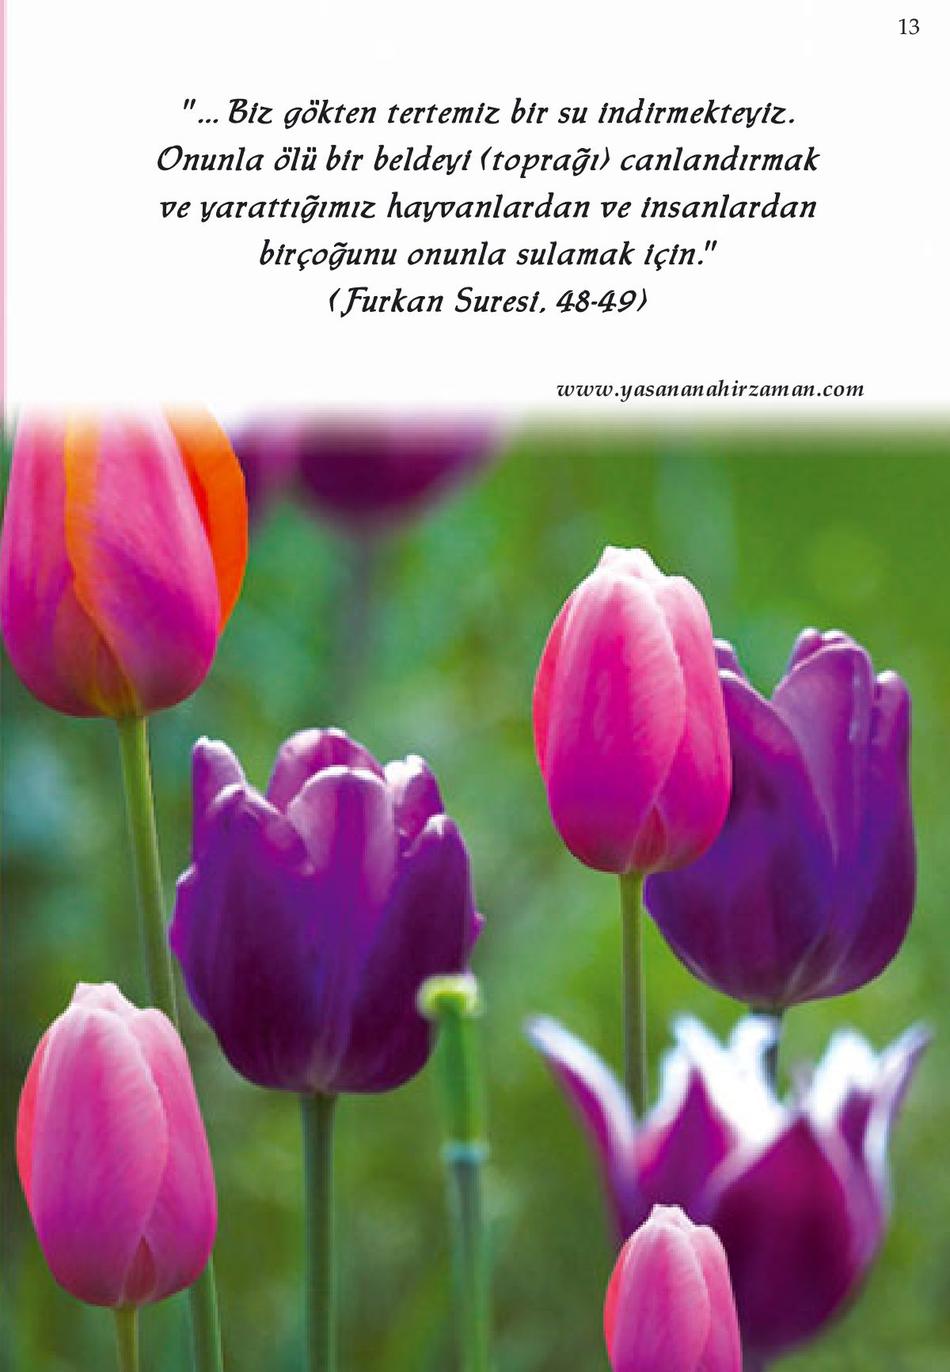 13
"... Biz gökten tertemiz bir su indirmekteyiz.
Onunla ölü bir beldeyi (toprağı) canlandırmak
ve yarattığımız hayvanlardan ve insanlardan
birçoğunu onunla sulamak için."
(Furkan Suresi, 48-49)
www.yasananahirzaman.com